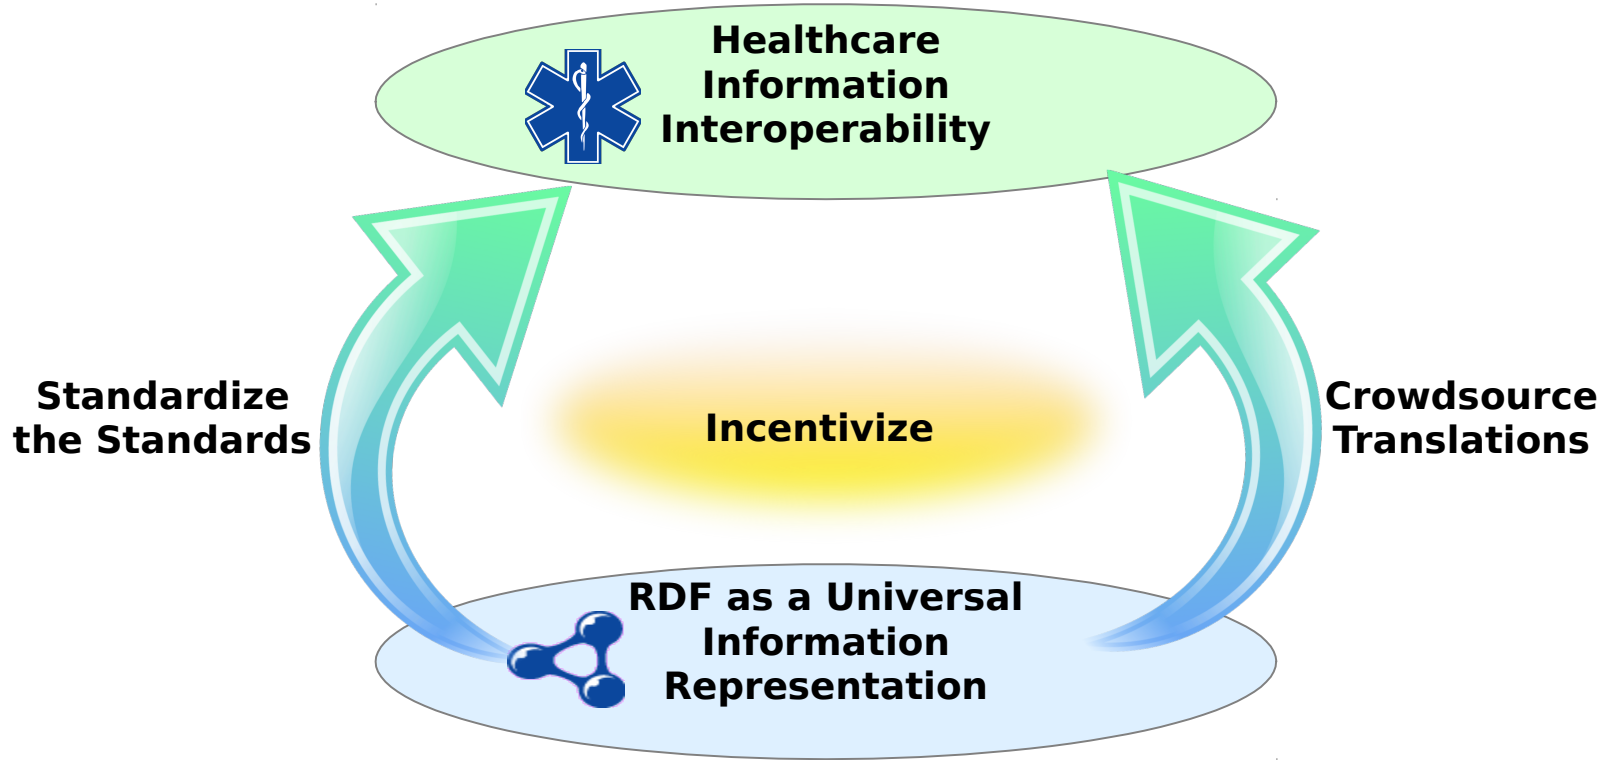 Healthcare
Information
Interoperability
Standardize
the Standards
Incentivize
Crowdsource
Translations
RDF as a Universal
Information
Representation